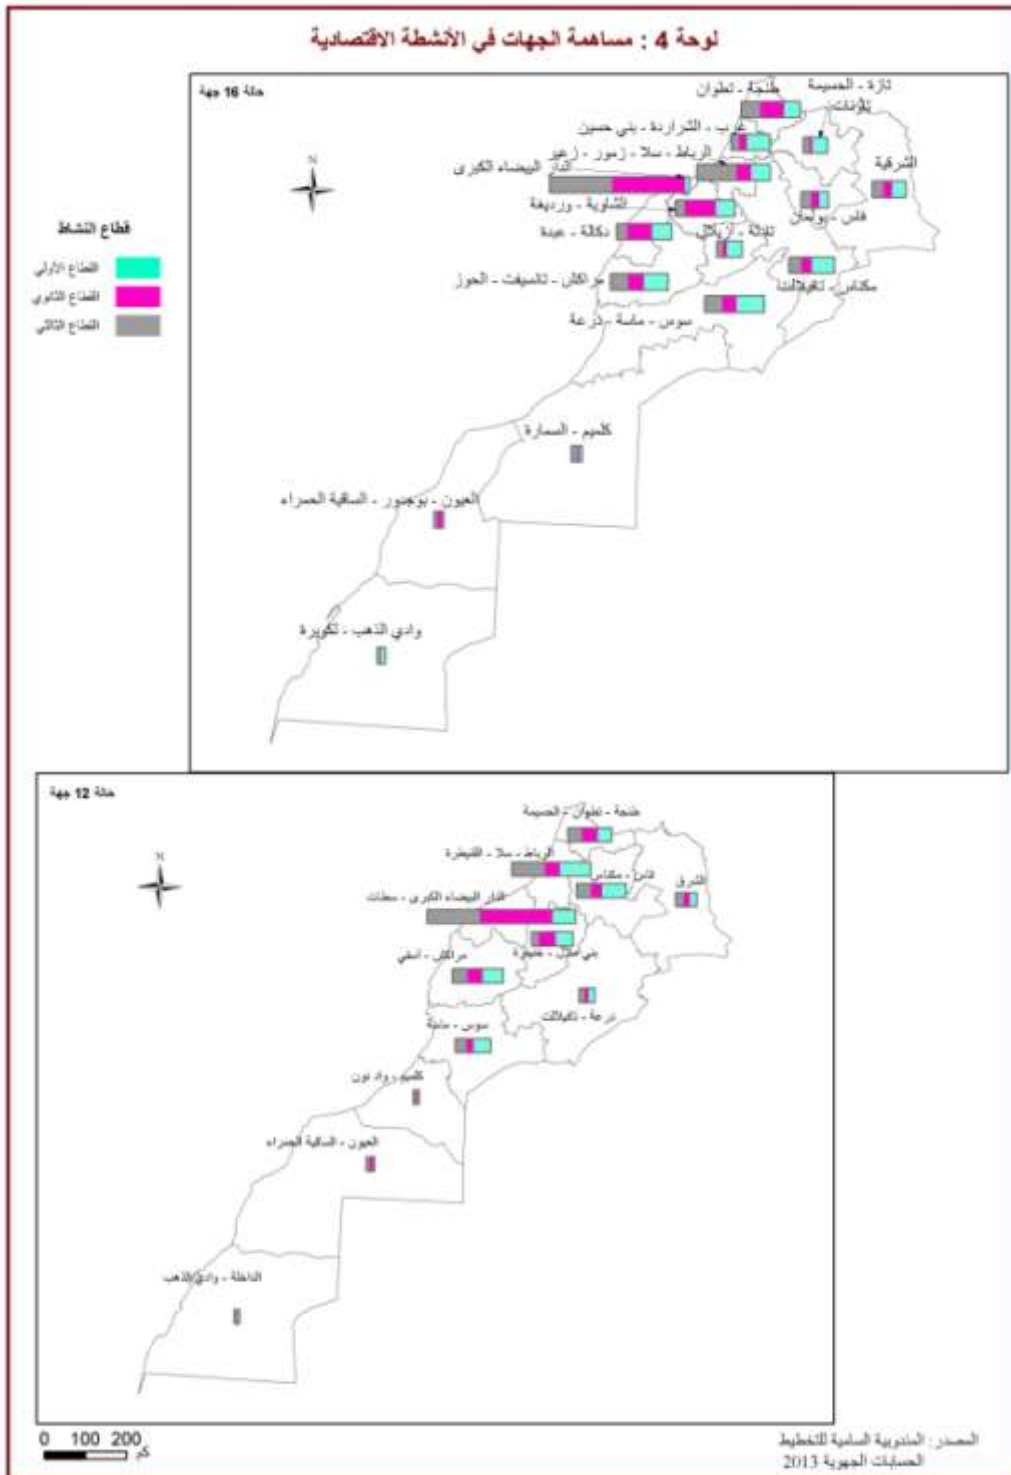 لوحة 4 : مساهمة الجهات في الأنشطة الاقتصادية
حالة 16 جهة
قطاع النشاط
القطاع الأولي
القطاع الثانوي
القطاع الثالثي
N
طنجة - تطوان
تازة - الحسيمة
تاونات
غرب - الشراردة - بني حسين
الرباط - سلا - زمور - زعير
الدار البيضاء الكبرى
الشرقية
الشاوية - ورديغة
فاس - بولمان
دكالة - عبدة
تادلة - أزيلال
مراكش - تانسيفت - الحوز
مكناس - تافيلالت
سوس - ماسة - درعة
كلميم - السمارة
العيون - بوجدور - الساقية الحمراء
وادي الذهب - لكويرة
حالة 12 جهة
N
طنجة - تطوان - الحسيمة
الرباط - سلا - القنيطرة
فاس - مكناس
الشرق
الدار البيضاء الكبرى - سطات
بني ملال - خنيفرة
مراكش - آسفي
درعة - تافيلالت
سوس - ماسة
كلميم - واد نون
العيون - الساقية الحمراء
الداخلة - وادي الذهب
0 100 200
كم
المصدر: المندوبية السامية للتخطيط
الحسابات الجهوية 2013